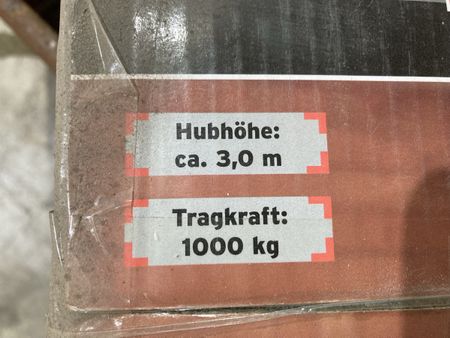 Hubhöhe:
ca. 3,0 m
Tragkraft:
1000 kg